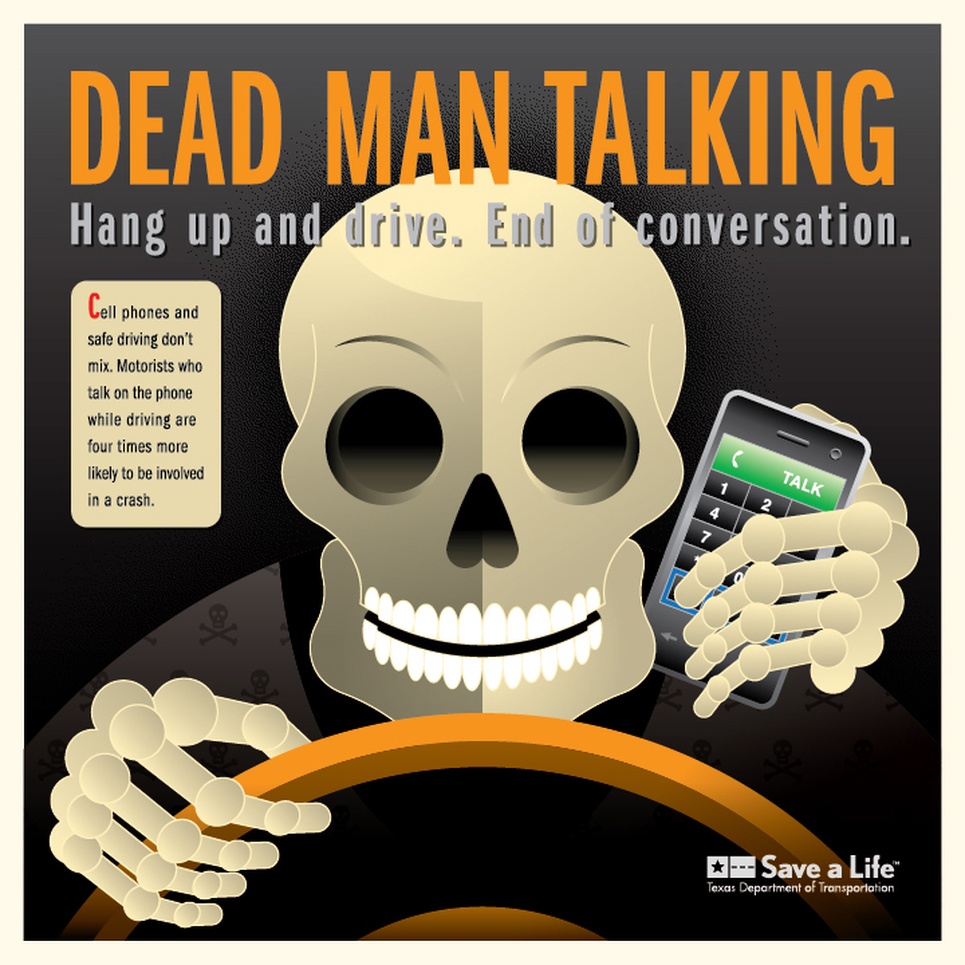 DEAD MAN TALKING
Hang up and drive. End of conversation.
Cell phones and
safe driving don't
mix. Motorists who
talk on the phone
while driving are
four times more
likely to be involved
in a crash.
TALK
1 2
4
7
*
0
Save a Life™
Texas Department of Transportation